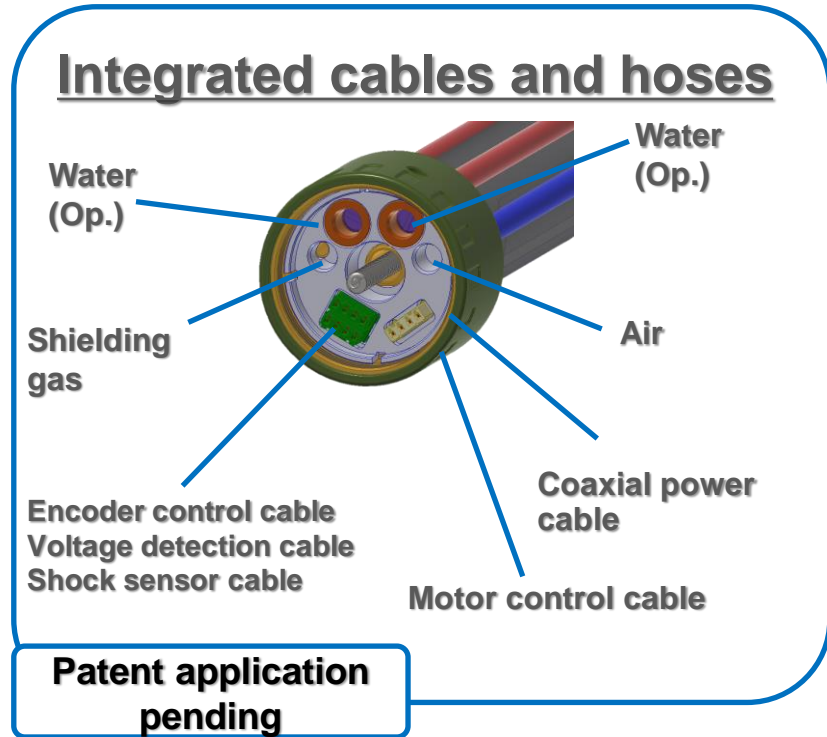 Integrated cables and hoses
Water
(Op.)
Water
(Op.)
Shielding
gas
Air
Encoder control cable
Voltage detection cable
Shock sensor cable
Coaxial power
cable
Motor control cable
Patent application
pending